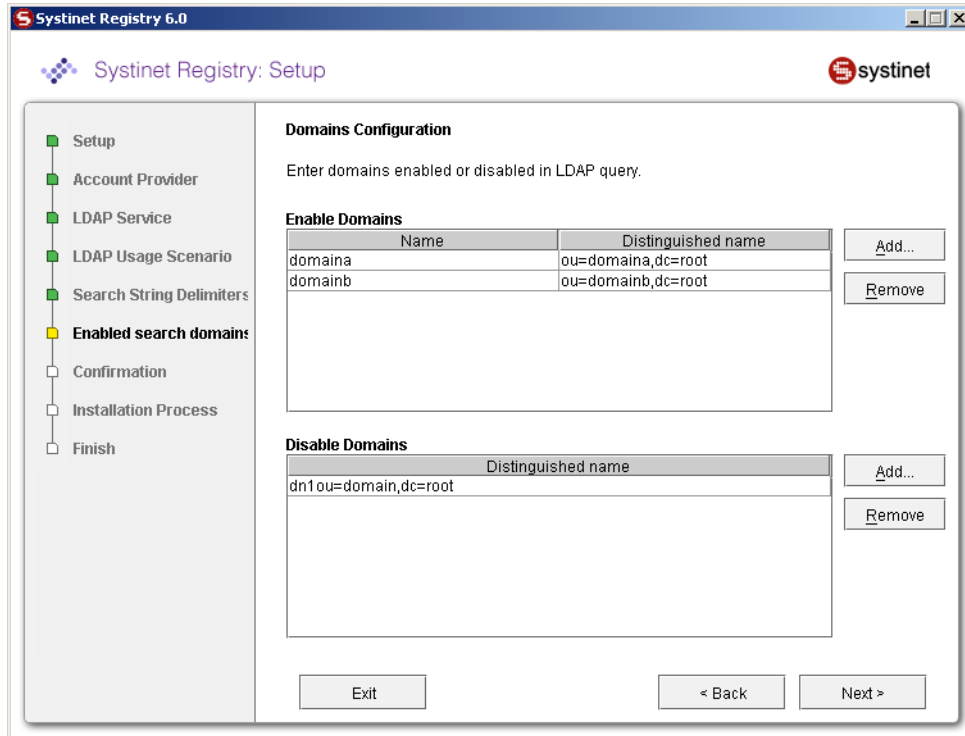 Systinet Registry 6.0
Systinet Registry: Setup
systinet
Setup
Account Provider
LDAP Service
LDAP Usage Scenario
Search String Delimiters
Enabled search domains
Confirmation
Installation Process
Finish
Domains Configuration
Enter domains enabled or disabled in LDAP query.
Enable Domains
Name Distinguished name
domaina ou=domaina,dc=root
domainb ou=domainb,dc=root
Add...
Remove
Disable Domains
Distinguished name
dn1ou=domain,dc=root
Add...
Remove
Exit
< Back
Next >